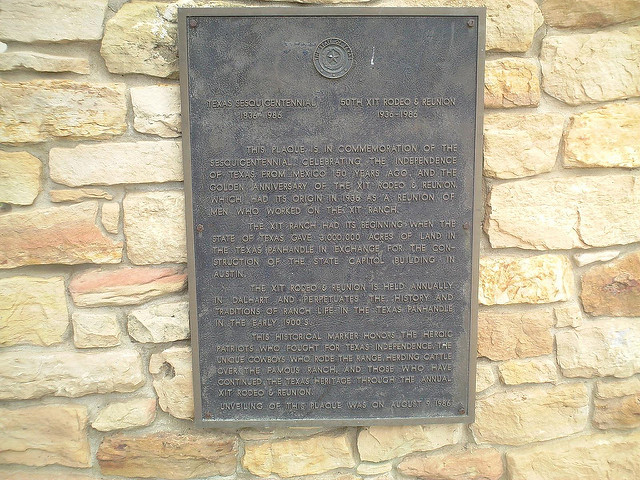 TEXAS SESQUICENTENNIAL 50TH XIT RODEO & REUNION
1836-1986 1936-1986
THIS PLAQUE IS IN COMMEMORATION OF THE
SESQUICENTENNIAL CELEBRATING THE INDEPENDENCE
OF TEXAS FROM MEXICO 150 YEARS AGO, AND THE
GOLDEN ANNIVERSARY OF THE XIT RODEO & REUNION,
WHICH HAD ITS ORIGIN IN 1936 AS A REUNION OF
MEN WHO WORKED ON THE XIT RANCH.
THE XIT RANCH HAD ITS BEGINNING WHEN THE
STATE OF TEXAS GAVE 3,000,000 ACRES OF LAND IN
THE TEXAS PANHANDLE IN EXCHANGE FOR THE CON-
STRUCTION OF THE STATE CAPITOL BUILDING IN
AUSTIN.
THE XIT RODEO & REUNION IS HELD ANNUALLY
IN DALHART AND PERPETUATES THE HISTORY AND
TRADITIONS OF RANCH LIFE IN THE TEXAS PANHANDLE
IN THE EARLY 1900'S.
THIS HISTORICAL MARKER HONORS THE HEROIC
PATRIOTS WHO FOUGHT FOR TEXAS INDEPENDENCE, THE
UNIQUE COWBOYS WHO RODE THE RANGE HERDING CATTLE
OVER THE FAMOUS RANCH, AND THOSE WHO HAVE
CONTINUED THE TEXAS HERITAGE THROUGH THE ANNUAL
XIT RODEO & REUNION.
UNVEILING OF THIS PLAQUE WAS ON AUGUST 7, 1986